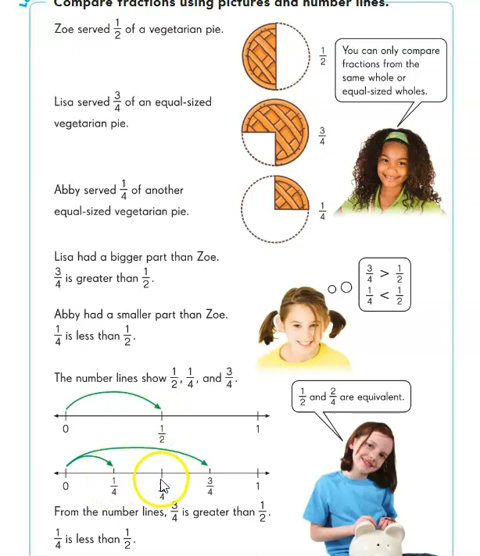 Compare fractions using pictures and number lines.
Zoe served 1/2 of a vegetarian pie.
1/2
You can only compare
fractions from the
same whole or
equal-sized wholes.
Lisa served 3/4 of an equal-sized
vegetarian pie.
3/4
Abby served 1/4 of another
equal-sized vegetarian pie.
1/4
Lisa had a bigger part than Zoe.
3/4 is greater than 1/2.
3/4 > 1/2
1/4 < 1/2
Abby had a smaller part than Zoe.
1/4 is less than 1/2.
The number lines show 1/2, 1/4, and 3/4.
1/2 and 2/4 are equivalent.
0 1/2 1
0 1/4 4 3/4 1
From the number lines, 3/4 is greater than 1/2.
1/4 is less than 1/2.